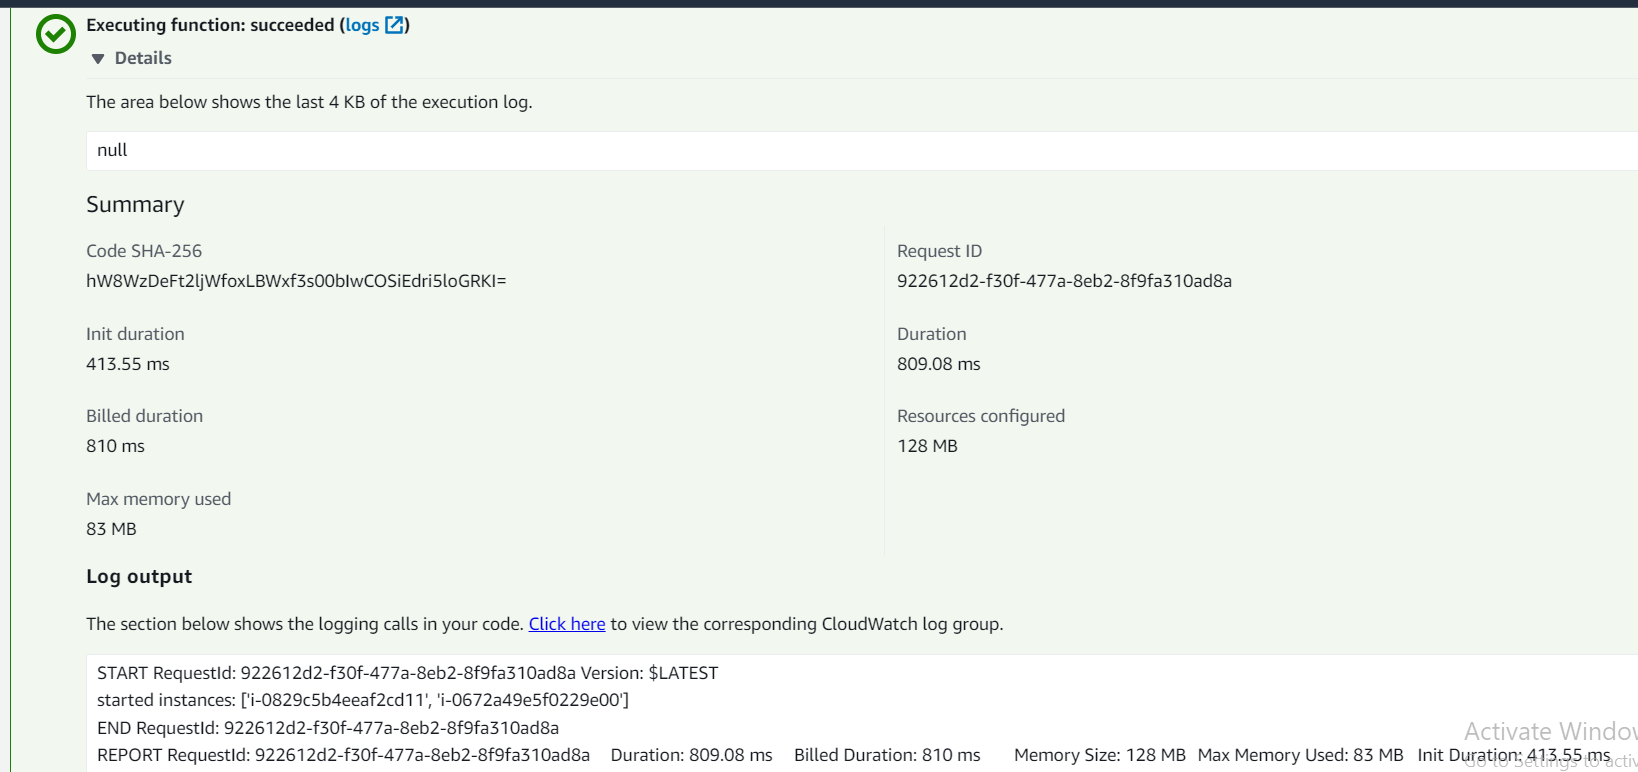 Executing function: succeeded (logs)
Details
The area below shows the last 4 KB of the execution log.
null
Summary
Code SHA-256
hW8WzDeFt2ljWfoxLBWxf3s00bIwCOSiEdri5loGRKI=
Request ID
922612d2-f30f-477a-8eb2-8f9fa310ad8a
Init duration
413.55 ms
Duration
809.08 ms
Billed duration
810 ms
Resources configured
128 MB
Max memory used
83 MB
Log output
The section below shows the logging calls in your code. Click here to view the corresponding CloudWatch log group.
START RequestId: 922612d2-f30f-477a-8eb2-8f9fa310ad8a Version: $LATEST
started instances: ['i-0829c5b4eeaf2cd11', 'i-0672a49e5f0229e00']
END RequestId: 922612d2-f30f-477a-8eb2-8f9fa310ad8a
REPORT RequestId: 922612d2-f30f-477a-8eb2-8f9fa310ad8a Duration: 809.08 ms Billed Duration: 810 ms Memory Size: 128 MB Max Memory Used: 83 MB Init Duration: 413.55 ms
Activate Window
Go to Settings to activ